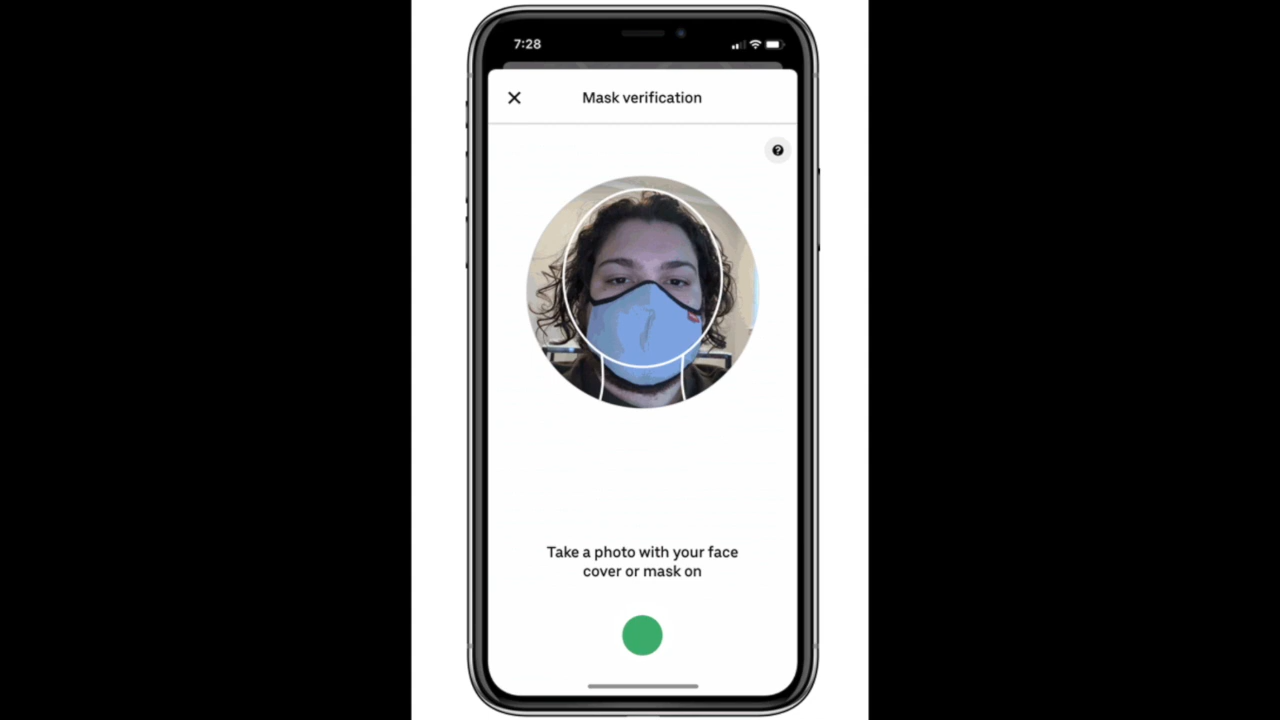 7:28
Mask verification
Take a photo with your face
cover or mask on